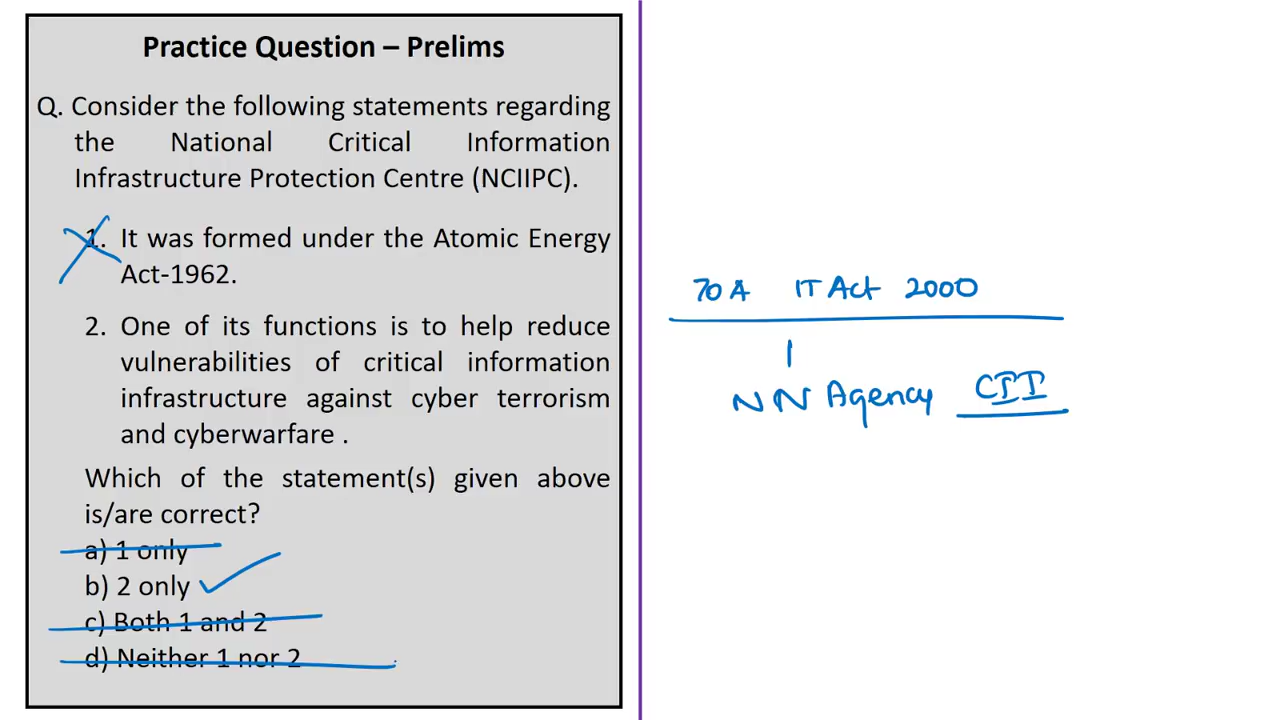 Practice Question – Prelims
Q. Consider the following statements regarding
the National Critical Information
Infrastructure Protection Centre (NCIIPC).
1. It was formed under the Atomic Energy
Act-1962.
2. One of its functions is to help reduce
vulnerabilities of critical information
infrastructure against cyber terrorism
and cyberwarfare .
Which of the statement(s) given above
is/are correct?
a) 1 only
b) 2 only
c) Both 1 and 2
d) Neither 1 nor 2
70A IT Act 2000
NN Agency CII